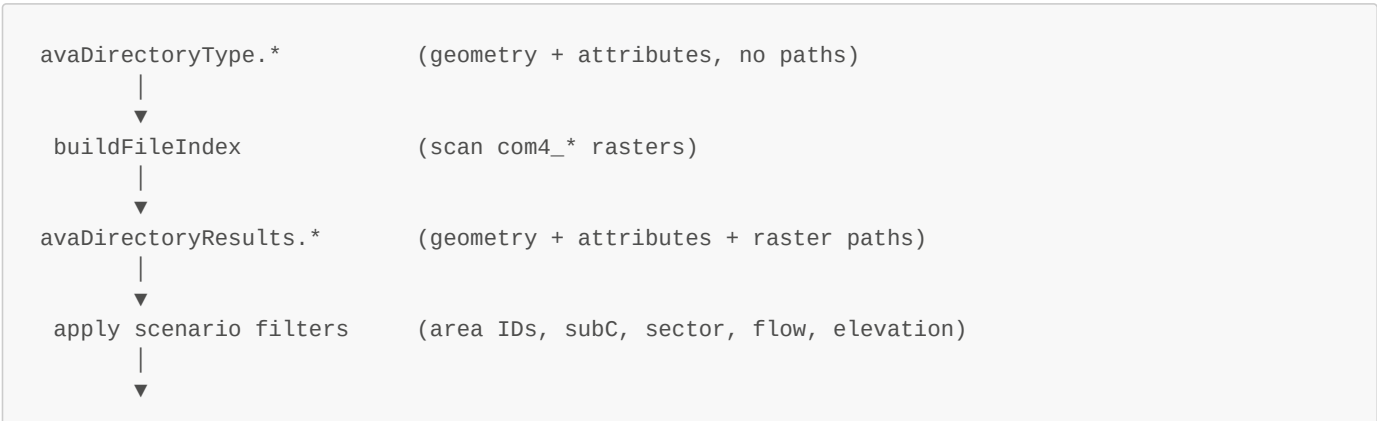 avaDirectoryType.* (geometry + attributes, no paths)
│
▼
buildFileIndex (scan com4_* rasters)
│
▼
avaDirectoryResults.* (geometry + attributes + raster paths)
│
▼
apply scenario filters (area IDs, subC, sector, flow, elevation)
│
▼